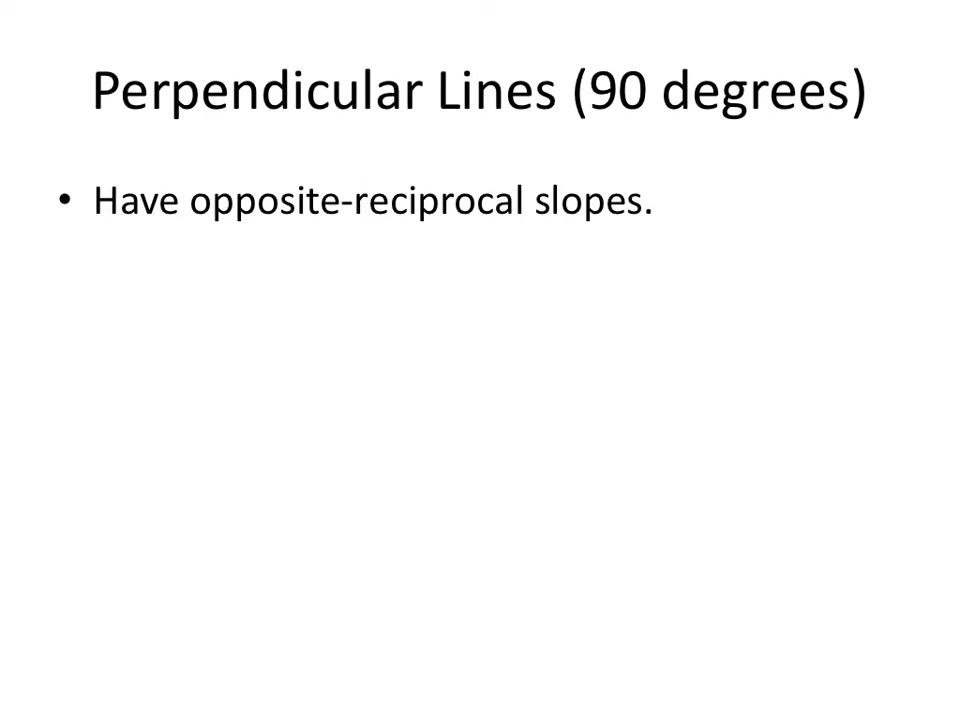 Perpendicular Lines (90 degrees)
• Have opposite-reciprocal slopes.